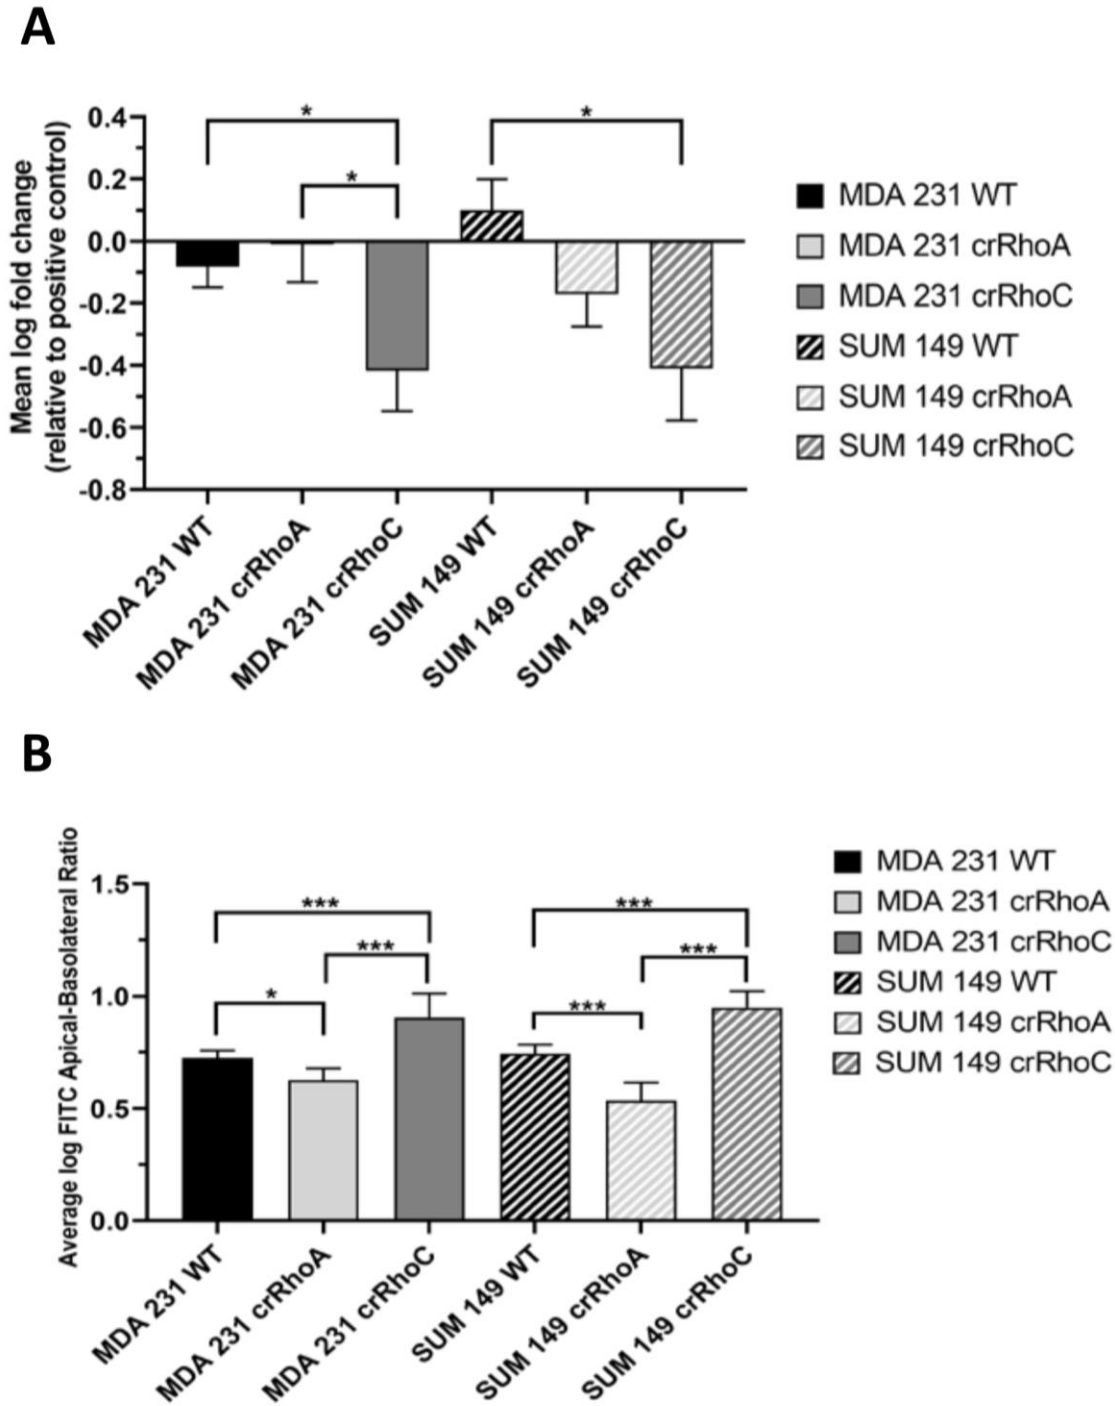 A
Mean log fold change
(relative to positive control)
0.4
0.2
0.0
-0.2
-0.4
-0.6
-0.8
*
*
*
MDA 231 WT
MDA 231 crRhoA
MDA 231 crRhoC
SUM 149 WT
SUM 149 crRhoA
SUM 149 crRhoC
MDA 231 WT
MDA 231 crRhoA
MDA 231 crRhoC
SUM 149 WT
SUM 149 crRhoA
SUM 149 crRhoC
B
Average log FITC Apical-Basolateral Ratio
1.5
1.0
0.5
0.0
***
***
*
***
***
***
MDA 231 WT
MDA 231 crRhoA
MDA 231 crRhoC
SUM 149 WT
SUM 149 crRhoA
SUM 149 crRhoC
MDA 231 WT
MDA 231 crRhoA
MDA 231 crRhoC
SUM 149 WT
SUM 149 crRhoA
SUM 149 crRhoC